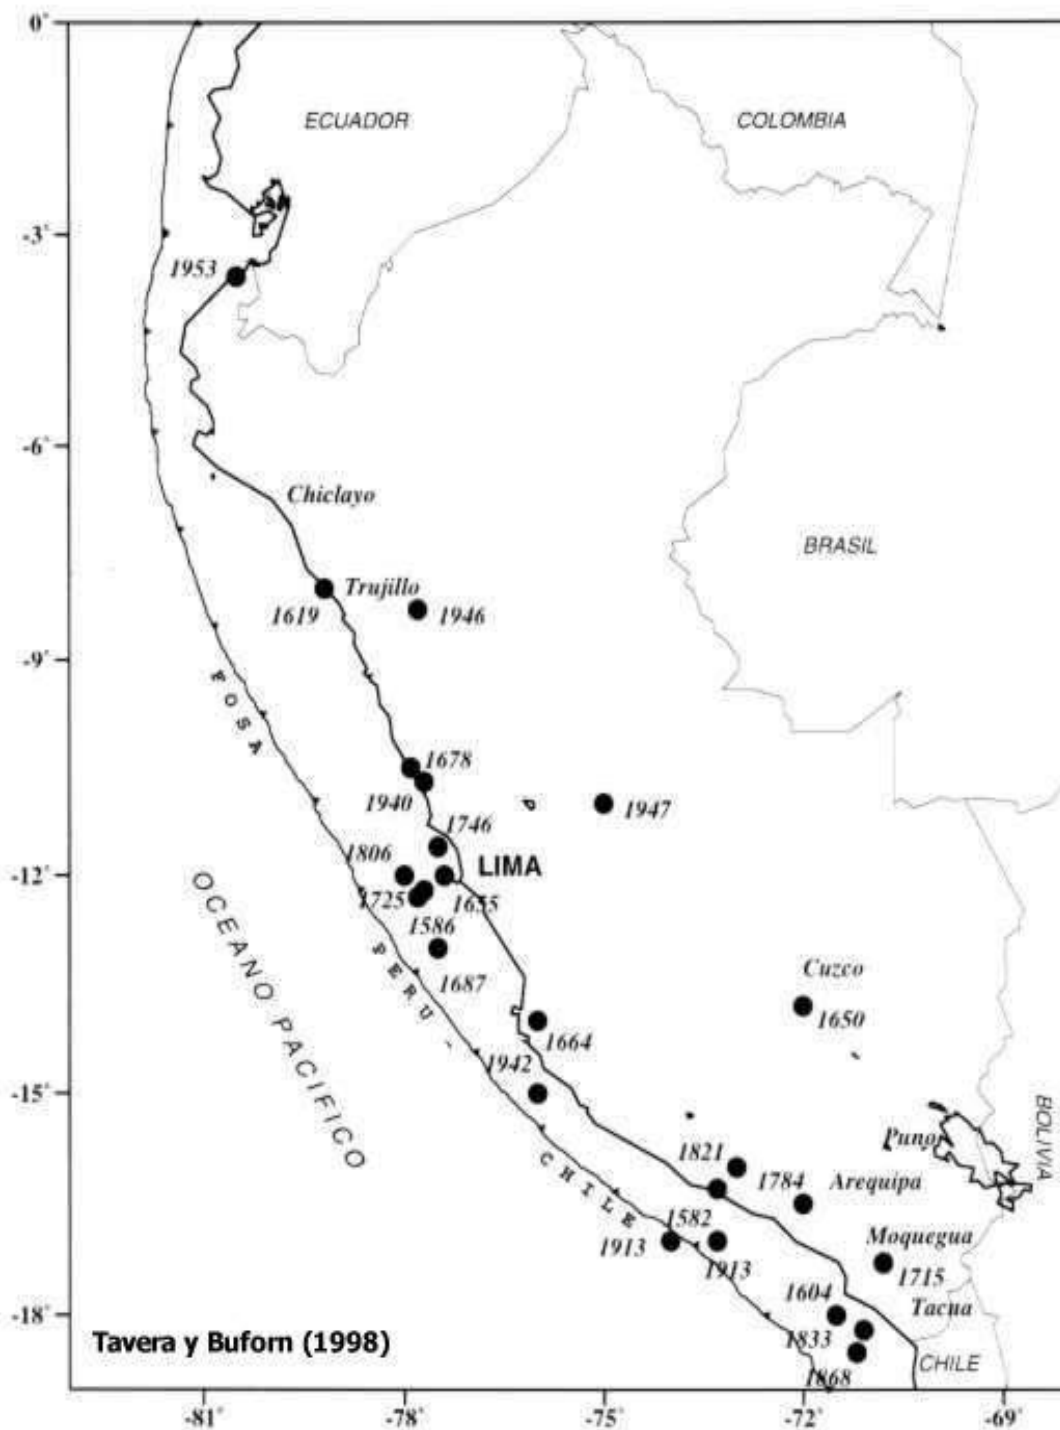 0°
ECUADOR
COLOMBIA
-3°
1953
-6°
Chiclayo
BRASIL
Trujillo
1619
1946
-9°
FOSA
1678
1940
1947
1746
1806
LIMA
-12°
1725
1655
1586
OCEANO PACIFICO
PERU -
1687
Cuzco
1650
1664
1942
-15°
BOLIVIA
Puno
1821
1784
Arequipa
CHILE
1582
Moquegua
1913
1913
1715
1604
Tacua
-18°
1833
Tavera y Buforn (1998)
CHILE
1868
-81°
-78°
-75°
-72°
-69°